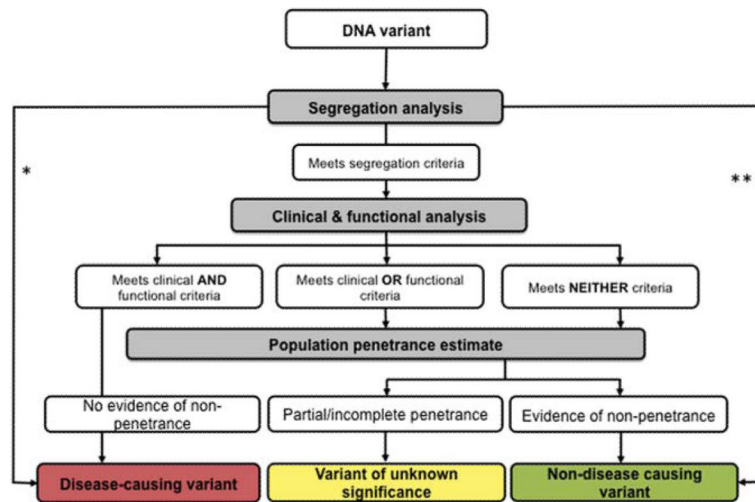 DNA variant
Segregation analysis
*
Meets segregation criteria
**
Clinical & functional analysis
Meets clinical AND
functional criteria
Meets clinical OR functional
criteria
Meets NEITHER criteria
Population penetrance estimate
No evidence of non-
penetrance
Partial/incomplete penetrance
Evidence of non-penetrance
Disease-causing variant
Variant of unknown
significance
Non-disease causing
variant